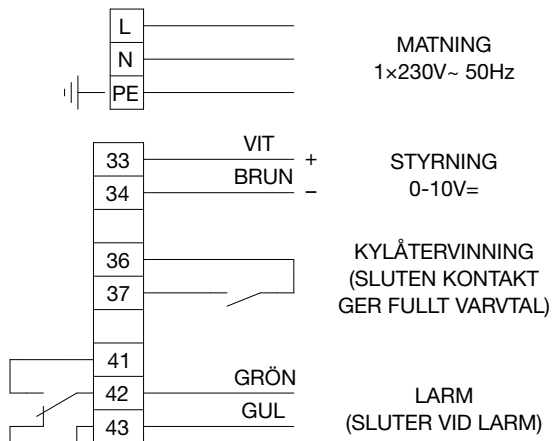 L
N
PE
MATNING
1×230V~ 50Hz
33
VIT
+
34
BRUN
−
STYRNING
0-10V=
36
37
KYLÅTERVINNING
(SLUTEN KONTAKT
GER FULLT VARVTAL)
41
42
GRÖN
43
GUL
LARM
(SLUTER VID LARM)